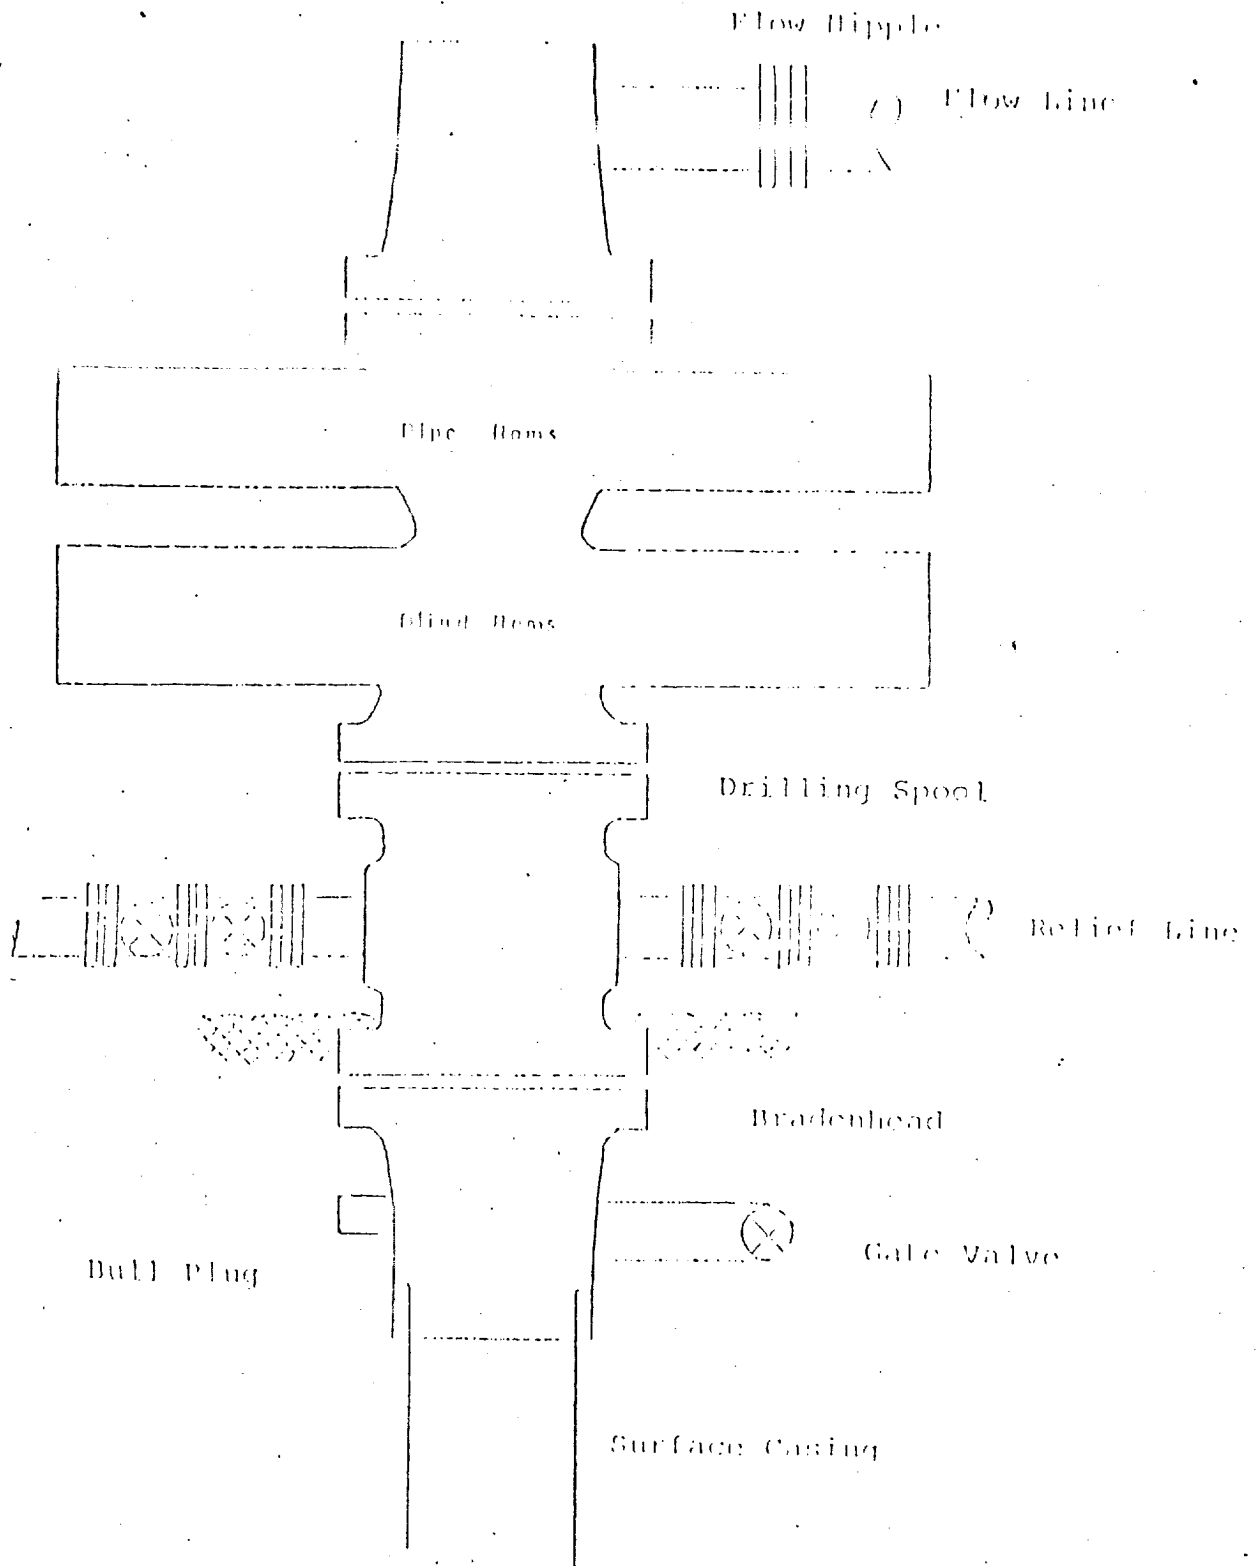 Flow Nipple
Flow Line
Pipe Rams
Blind Rams
Drilling Spool
Relief Line
Bradenhead
Gate Valve
Bull Plug
Surface Casing